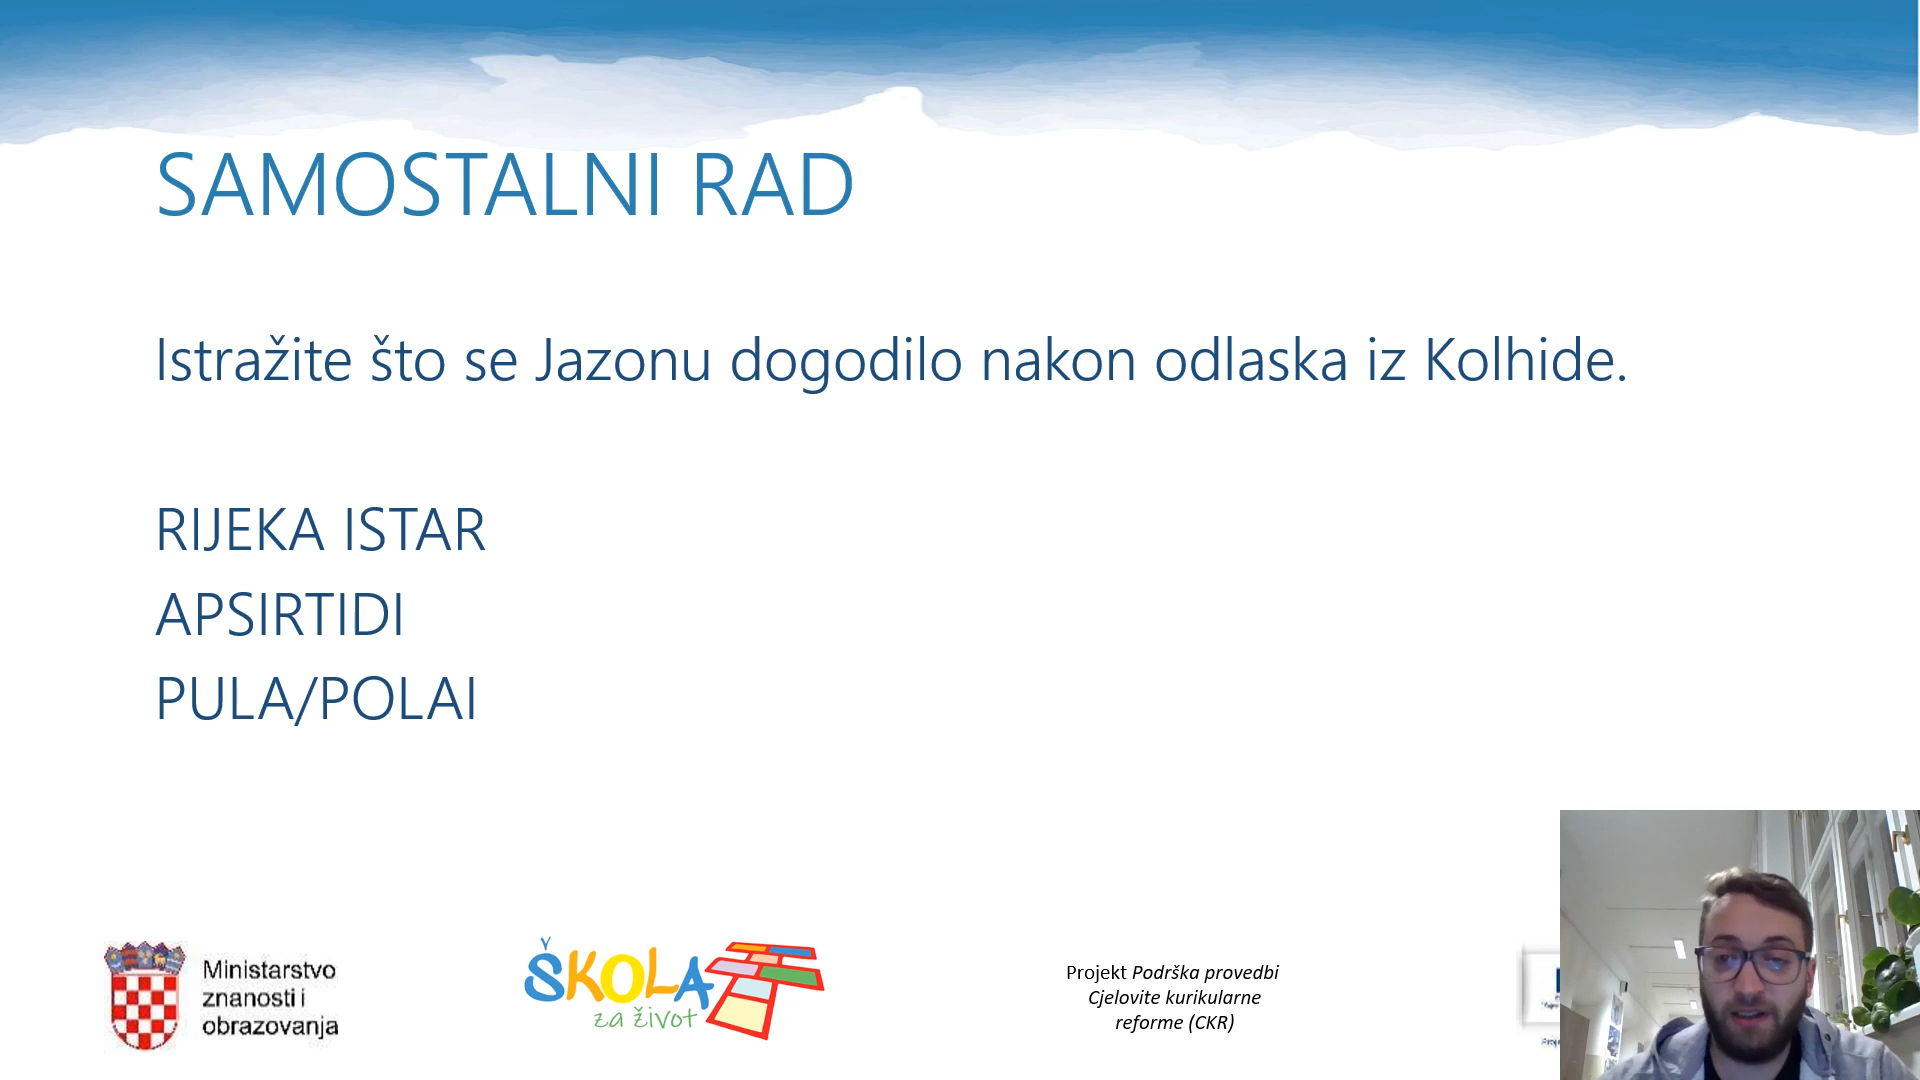 SAMOSTALNI RAD
Istražite što se Jazonu dogodilo nakon odlaska iz Kolhide.
RIJEKA ISTAR
APSIRTIDI
PULA/POLAI
Ministarstvo
znanosti i
obrazovanja
ŠKOLA
za život
Projekt Podrška provedbi
Cjelovite kurikularne
reforme (CKR)